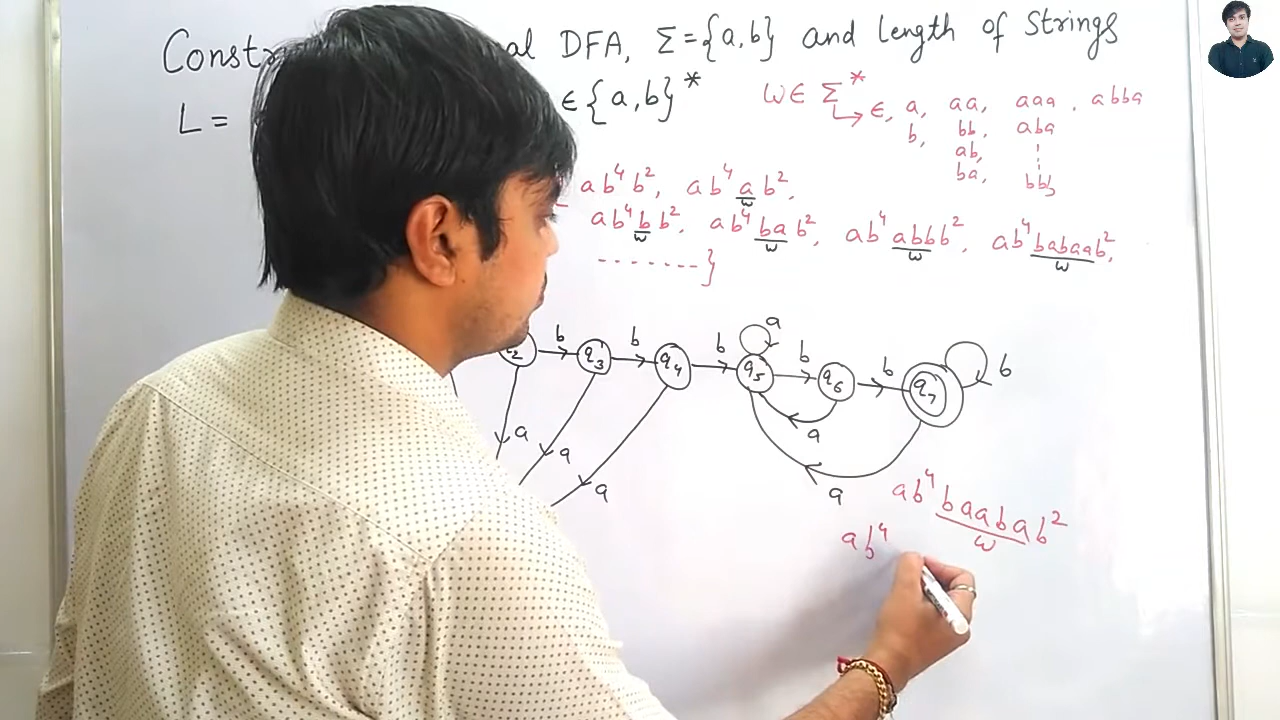 al DFA, Σ={a,b} and length of Strings
L = ∈{a,b}*
w∈ Σ*
↳ ∈, a, aa, aaa . abba
b, bb, aba
ab,
ba, bbb
ab⁴b², ab⁴ab²,
w
ab⁴bb², ab⁴bab², ab⁴abbb², ab⁴babaab²,
w w w w
-------}
a
b b b b b b
q3 q4 q5 q6 q7
a a a a a
ab⁴baabab²
w
ab⁴